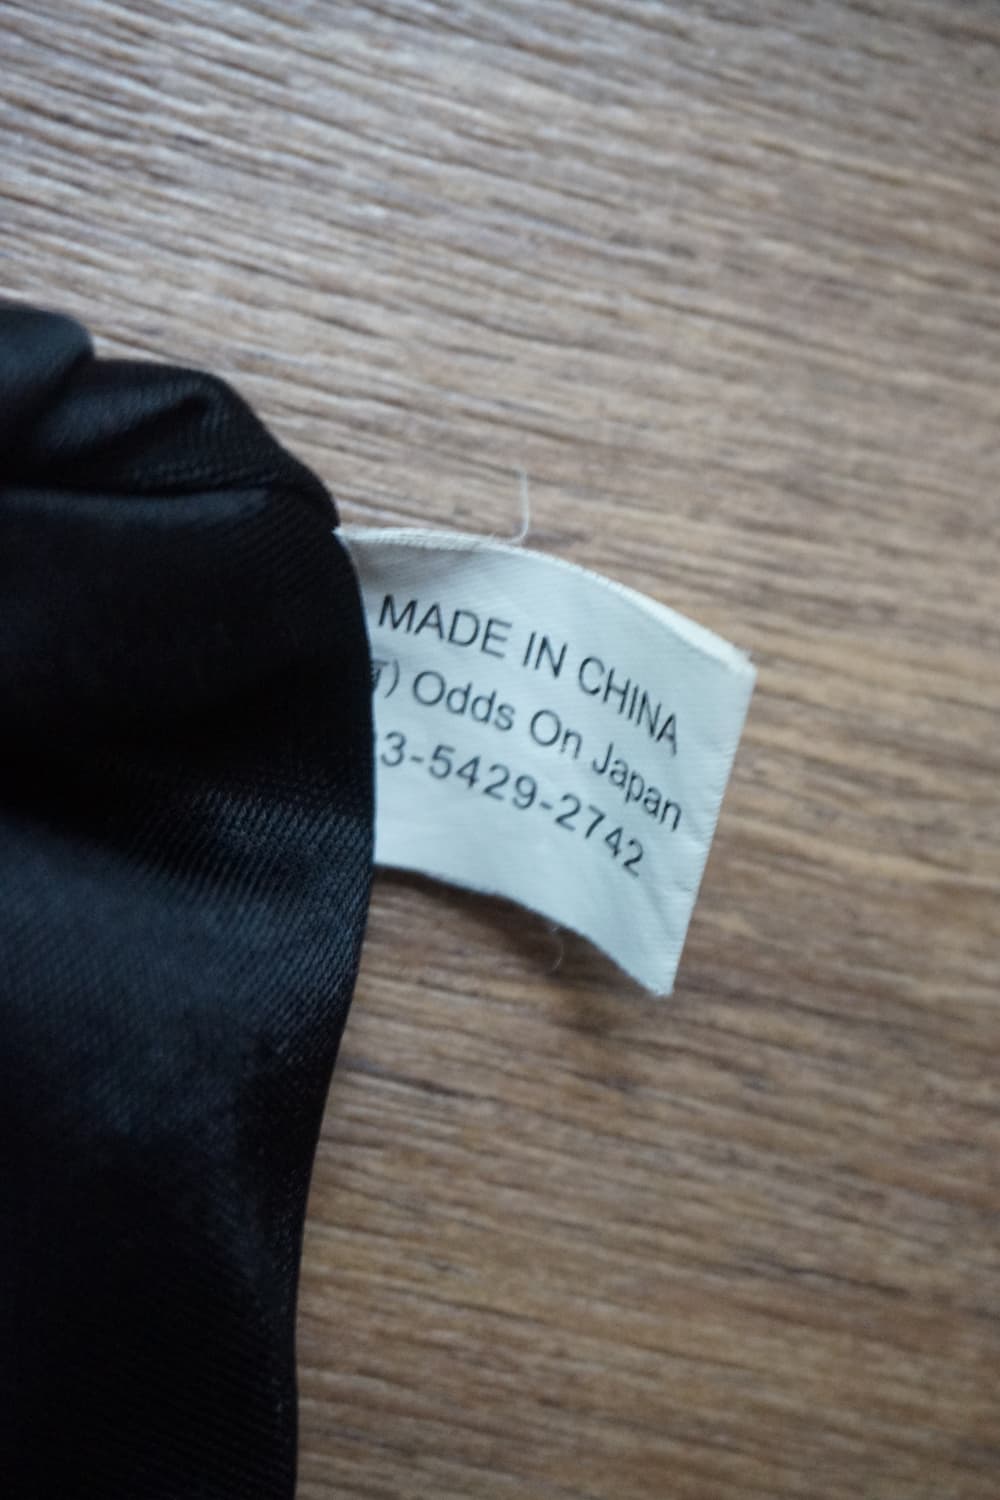 MADE IN CHINA
) Odds On Japan
3-5429-2742